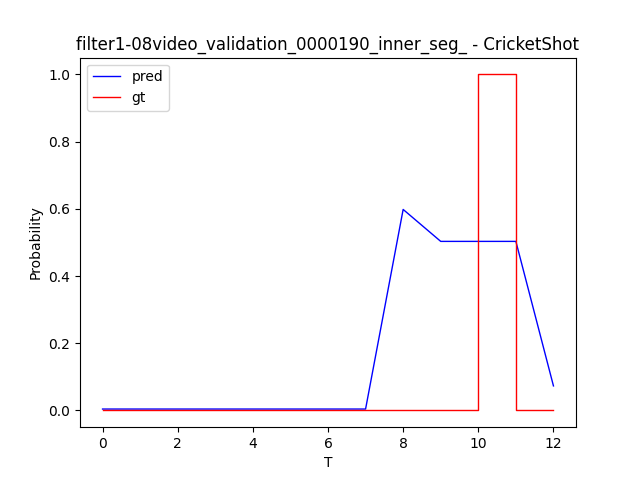 filter1-08video_validation_0000190_inner_seg_ - CricketShot
pred
gt
1.0
0.8
0.6
0.4
0.2
0.0
Probability
0 2 4 6 8 10 12
T